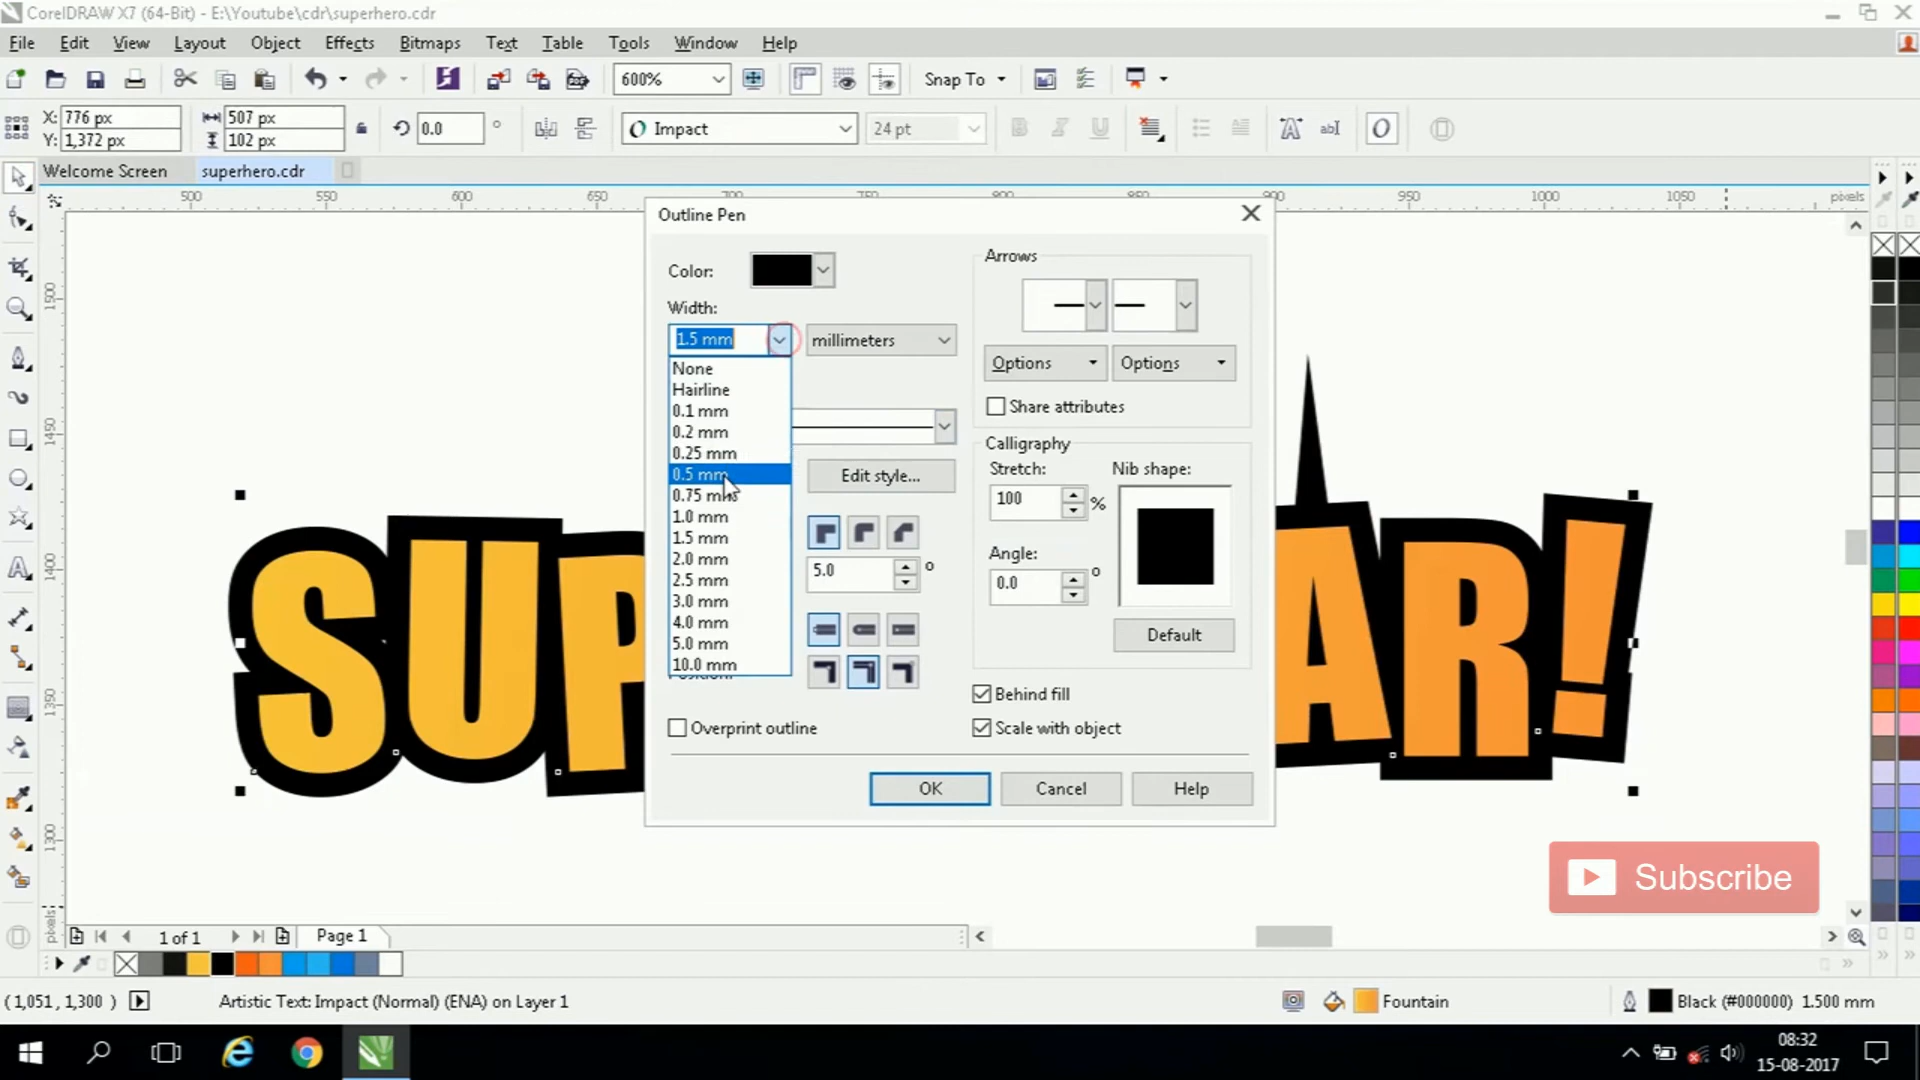 CorelDRAW X7 (64-Bit) - E:\Youtube\cdr\superhero.cdr
File Edit View Layout Object Effects Bitmaps Text Table Tools Window Help
600% Snap To
X: 776 px 507 px 0.0 ° Impact 24 pt
Y: 1,372 px 102 px
Welcome Screen superhero.cdr
500 550 600 650 700 900 950 1000 1050 pixels
Outline Pen
Color:
Width:
1.5 mm millimeters
None
Hairline
0.1 mm
0.2 mm
0.25 mm
0.5 mm
0.75 mm
1.0 mm
1.5 mm
2.0 mm
2.5 mm
3.0 mm
4.0 mm
5.0 mm
10.0 mm
Edit style...
5.0 °
Overprint outline
Arrows
Options Options
Share attributes
Calligraphy
Stretch: Nib shape:
100 %
Angle:
0.0 °
Default
Behind fill
Scale with object
OK Cancel Help
1500
1450
1400
1350
1300
pixels
SUP AR!
Subscribe
1 of 1 Page 1
(1,051, 1,300 ) Artistic Text: Impact (Normal) (ENA) on Layer 1 Fountain Black (#000000) 1.500 mm
08:32
15-08-2017